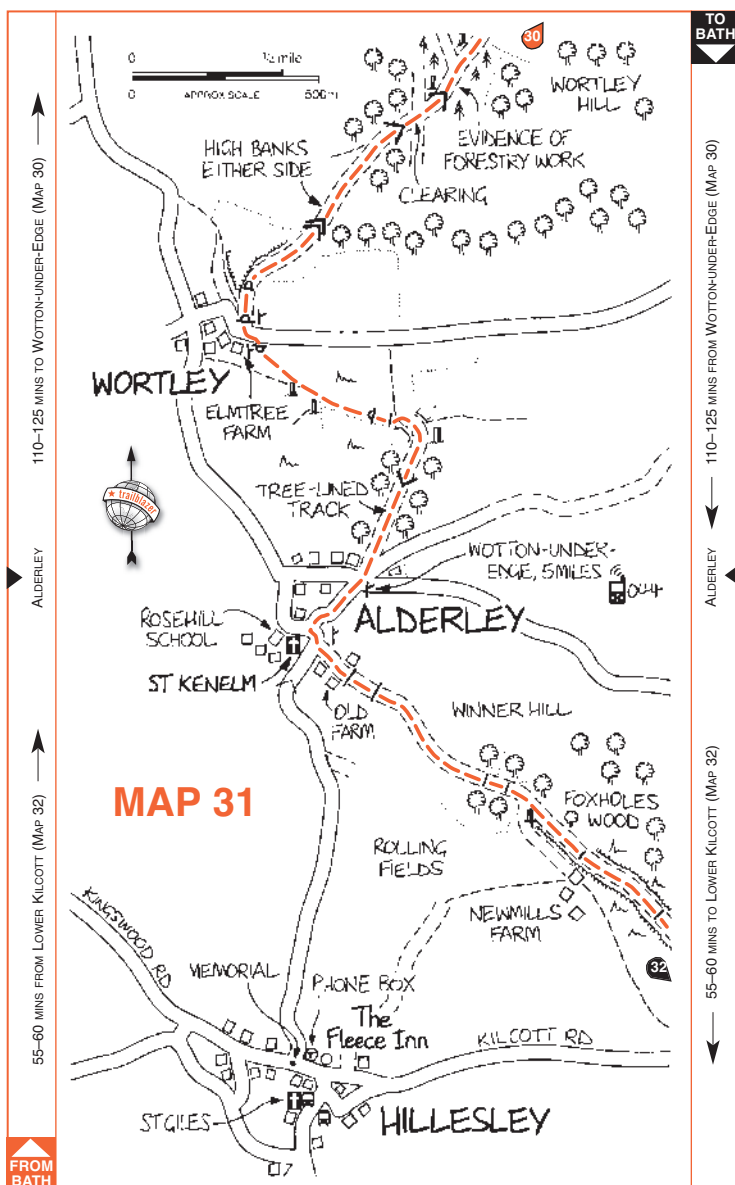 TO
BATH
30
0 ½ mile
0 APPROX SCALE 500m
WORTLEY
HILL
HIGH BANKS
EITHER SIDE
EVIDENCE OF
FORESTRY WORK
CLEARING
110–125 MINS TO WOTTON-UNDER-EDGE (MAP 30)
110–125 MINS FROM WOTTON-UNDER-EDGE (MAP 30)
WORTLEY
ELMTREE
FARM
★ trailblazer
TREE-LINED
TRACK
WOTTON-UNDER-
EDGE, 5MILES
044
ALDERLEY
ALDERLEY
ROSEHILL
SCHOOL
ALDERLEY
ST KENELM
OLD
FARM
WINNER HILL
MAP 31
FOXHOLES
WOOD
ROLLING
FIELDS
NEWMILLS
FARM
55–60 MINS FROM LOWER KILCOTT (MAP 32)
55–60 MINS TO LOWER KILCOTT (MAP 32)
KINGSWOOD RD
32
MEMORIAL
PHONE BOX
The
Fleece Inn
KILCOTT RD
ST GILES
HILLESLEY
FROM
BATH